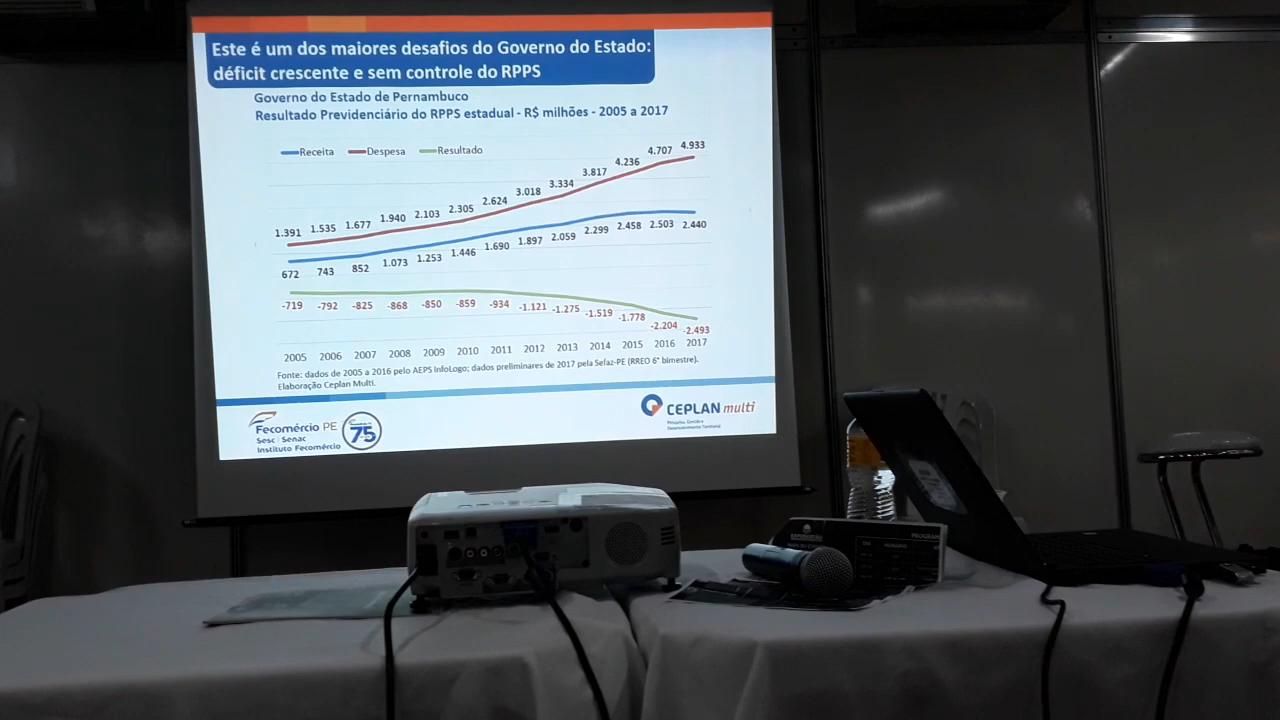 Este é um dos maiores desafios do Governo do Estado:
déficit crescente e sem controle do RPPS
Governo do Estado de Pernambuco
Resultado Previdenciário do RPPS estadual - R$ milhões - 2005 a 2017
Receita Despesa Resultado
1.391 1.535 1.677 1.940 2.103 2.305 2.624 3.018 3.334 3.817 4.236 4.707 4.933
672 743 852 1.073 1.253 1.446 1.690 1.897 2.059 2.299 2.458 2.503 2.440
-719 -792 -825 -868 -850 -859 -934 -1.121 -1.275 -1.519 -1.778 -2.204 -2.493
2005 2006 2007 2008 2009 2010 2011 2012 2013 2014 2015 2016 2017
Fonte: dados de 2005 a 2016 pelo AEPS InfoLogo; dados preliminares de 2017 pela Sefaz-PE (RREO 6° bimestre).
Elaboração Ceplan Multi.
Fecomércio PE
Sesc Senac
Instituto Fecomércio
75
CEPLAN multi
PROGRAM
DIA HORÁRIO